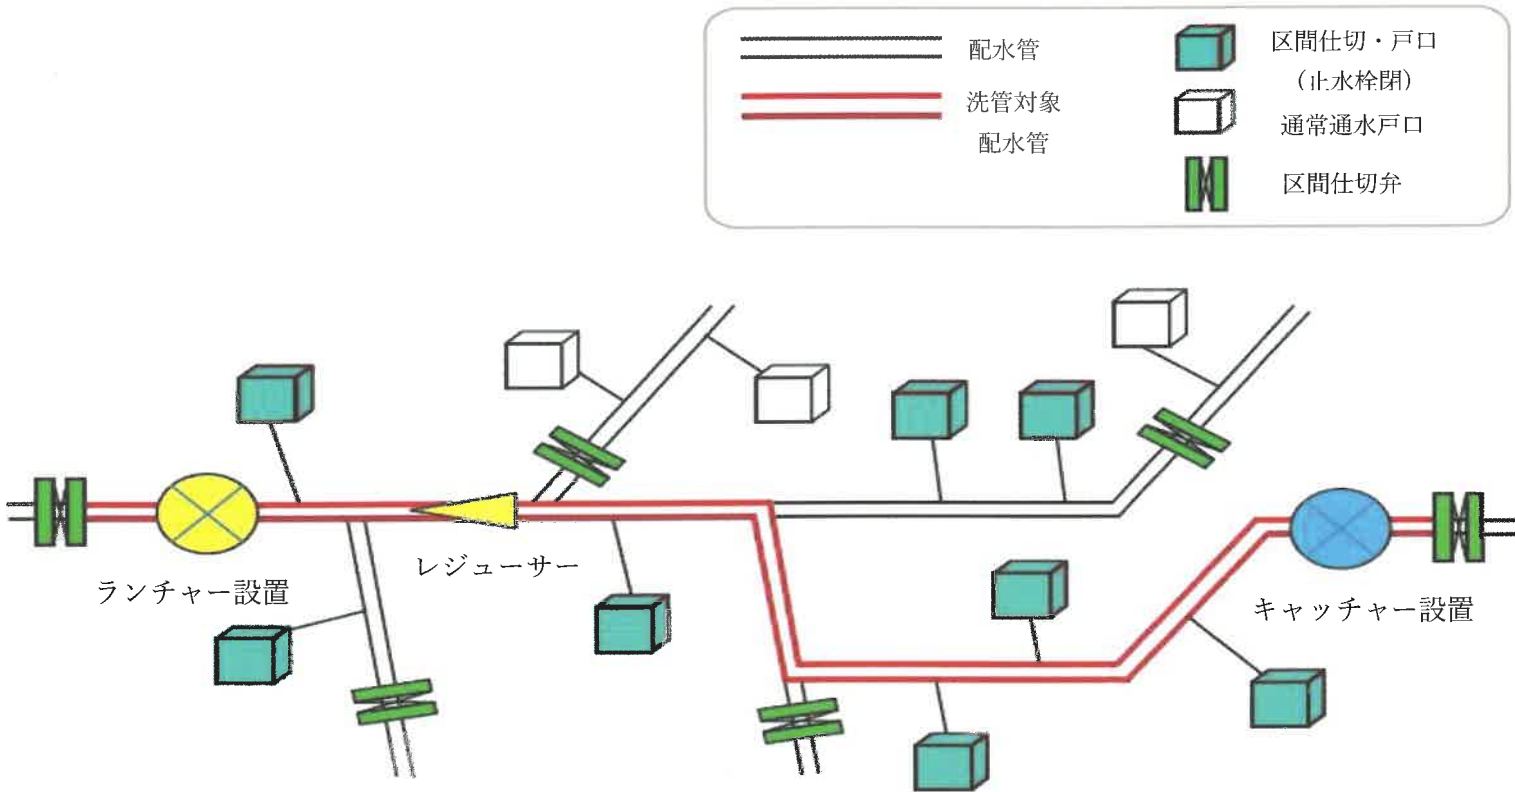 配水管
洗管対象
配水管
区間仕切・戸口
（止水栓閉）
通常通水戸口
区間仕切弁
レジューサー
ランチャー設置
キャッチャー設置